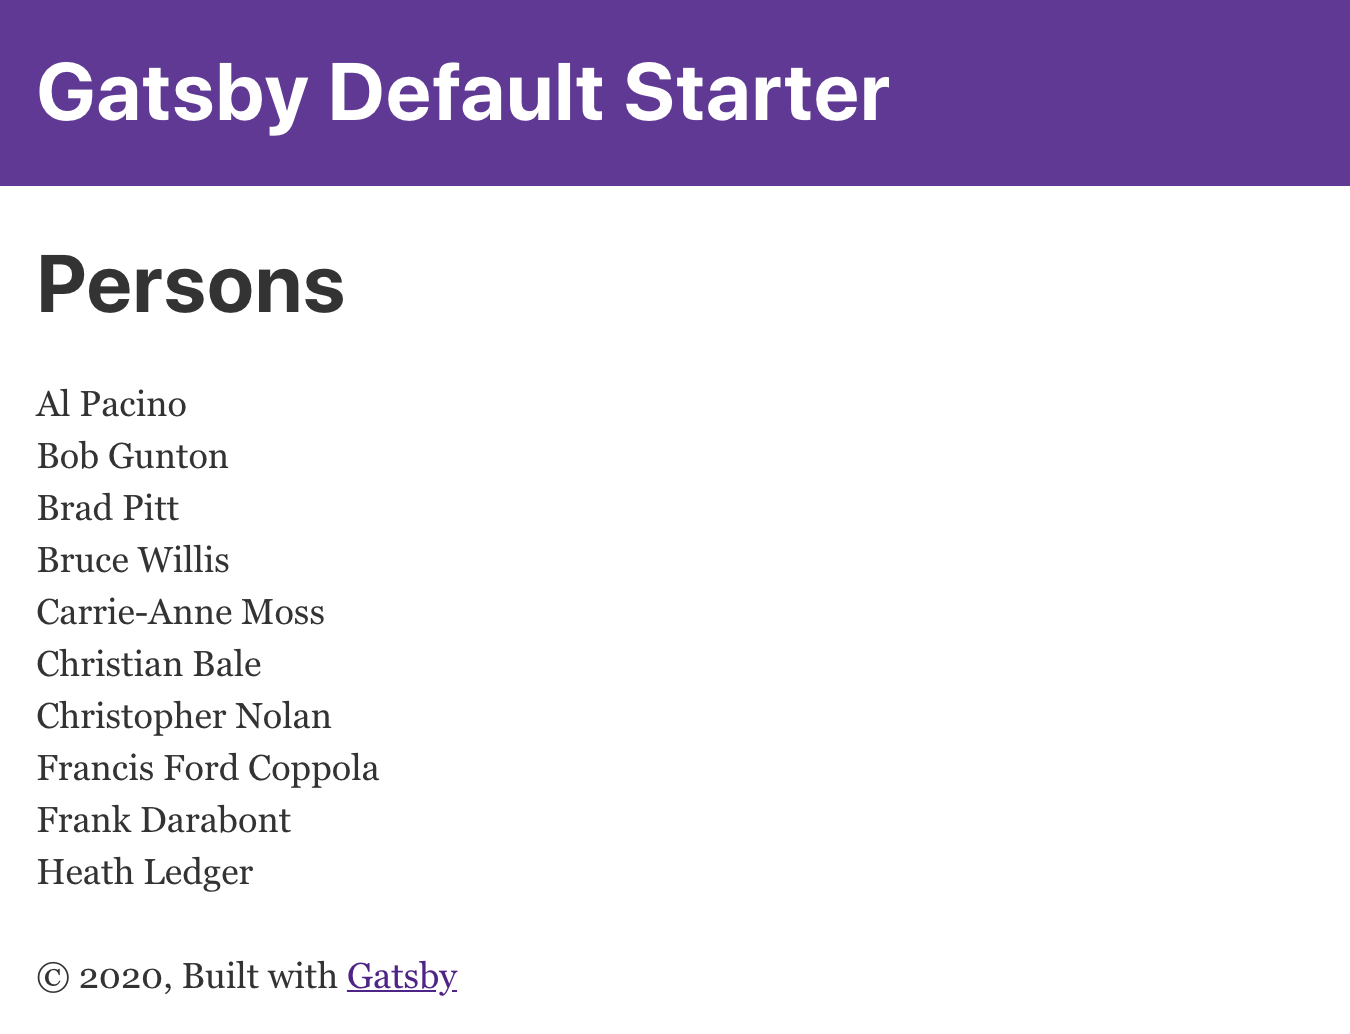 Gatsby Default Starter
Persons
Al Pacino
Bob Gunton
Brad Pitt
Bruce Willis
Carrie-Anne Moss
Christian Bale
Christopher Nolan
Francis Ford Coppola
Frank Darabont
Heath Ledger
© 2020, Built with Gatsby